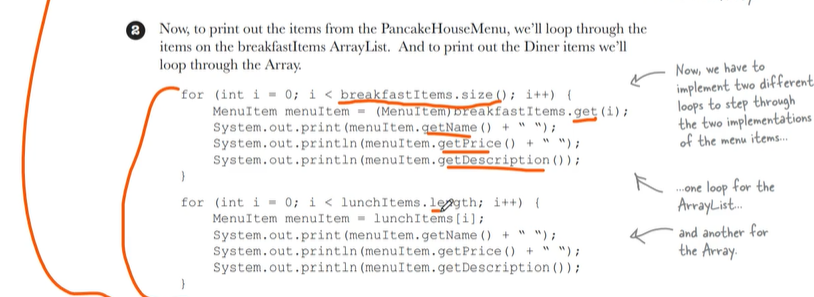 2 Now, to print out the items from the PancakeHouseMenu, we'll loop through the
items on the breakfastItems ArrayList. And to print out the Diner items we'll
loop through the Array.
for (int i = 0; i < breakfastItems.size(); i++) {
    MenuItem menuItem = (MenuItem)breakfastItems.get(i);
    System.out.print(menuItem.getName() + " ");
    System.out.println(menuItem.getPrice() + " ");
    System.out.println(menuItem.getDescription());
}
for (int i = 0; i < lunchItems.length; i++) {
    MenuItem menuItem = lunchItems[i];
    System.out.print(menuItem.getName() + " ");
    System.out.println(menuItem.getPrice() + " ");
    System.out.println(menuItem.getDescription());
}
Now, we have to
implement two different
loops to step through
the two implementations
of the menu items...
...one loop for the
ArrayList...
and another for
the Array.